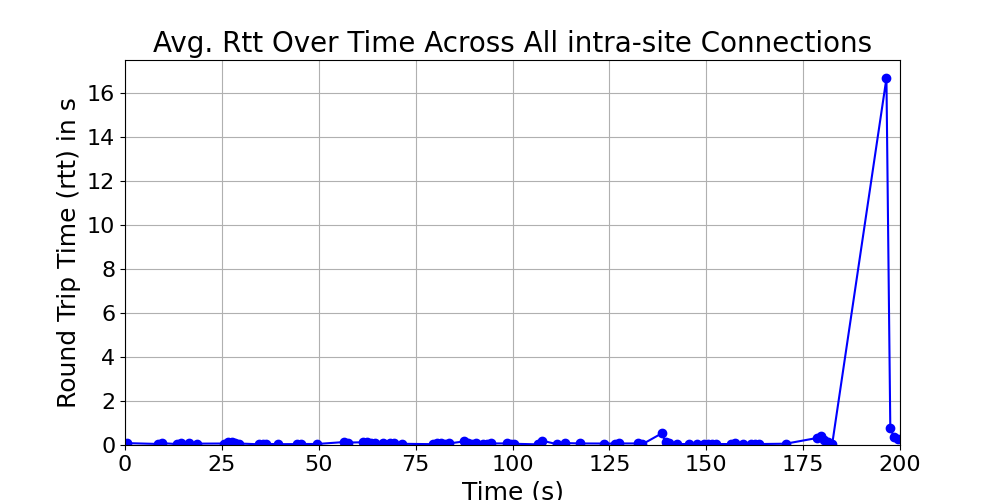 Avg. Rtt Over Time Across All intra-site Connections
Round Trip Time (rtt) in s
16
14
12
10
8
6
4
2
0
0 25 50 75 100 125 150 175 200
Time (s)